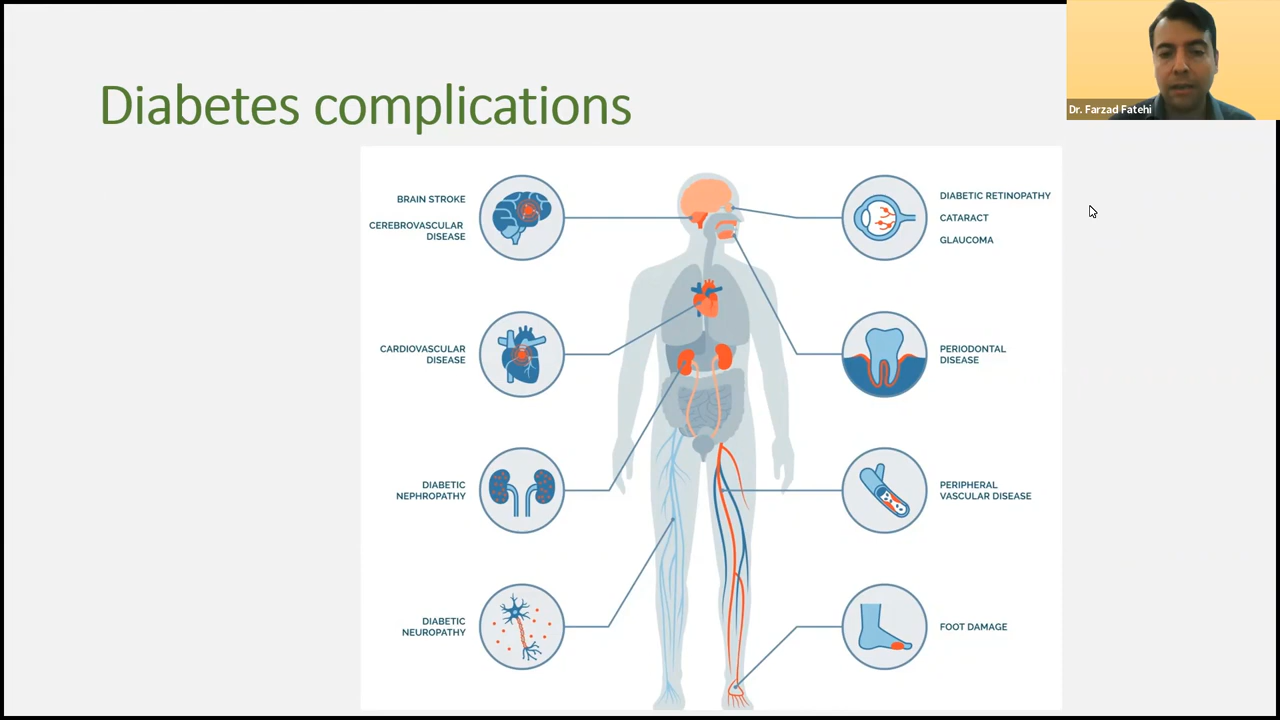 Diabetes complications
Dr. Farzad Fatehi
BRAIN STROKE
CEREBROVASCULAR
DISEASE
CARDIOVASCULAR
DISEASE
DIABETIC
NEPHROPATHY
DIABETIC
NEUROPATHY
DIABETIC RETINOPATHY
CATARACT
GLAUCOMA
PERIODONTAL
DISEASE
PERIPHERAL
VASCULAR DISEASE
FOOT DAMAGE